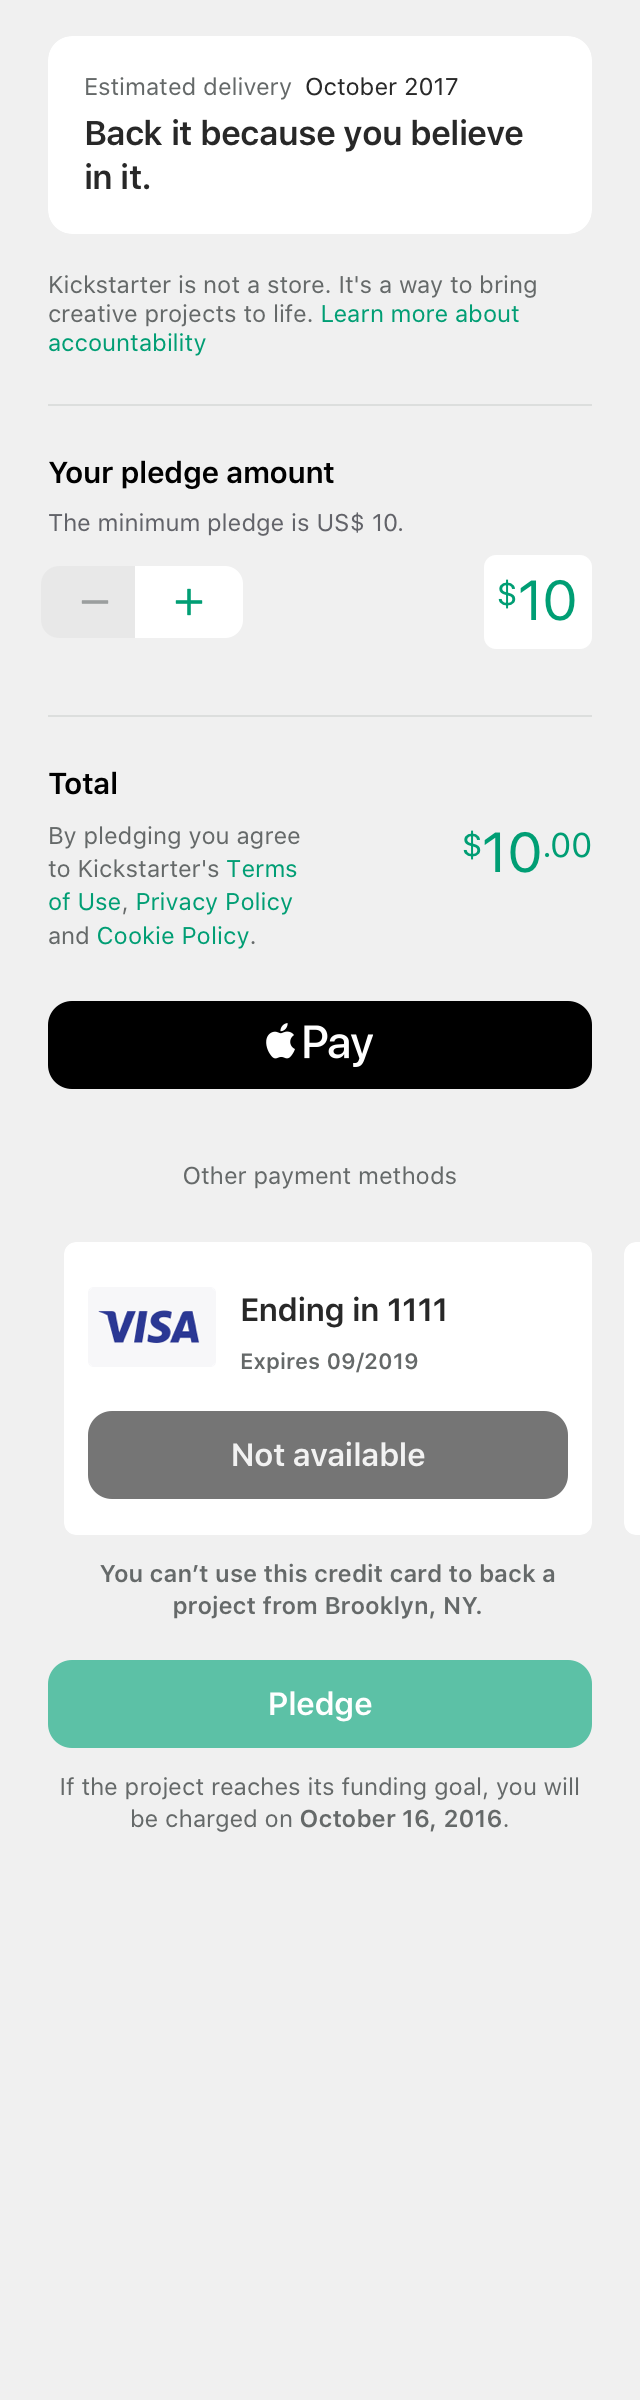 Estimated delivery October 2017
Back it because you believe
in it.
Kickstarter is not a store. It's a way to bring
creative projects to life. Learn more about
accountability
Your pledge amount
The minimum pledge is US$ 10.
− +
$10
Total
By pledging you agree
to Kickstarter's Terms
of Use, Privacy Policy
and Cookie Policy.
$10.00
Pay
Other payment methods
VISA
Ending in 1111
Expires 09/2019
Not available
You can’t use this credit card to back a
project from Brooklyn, NY.
Pledge
If the project reaches its funding goal, you will
be charged on October 16, 2016.